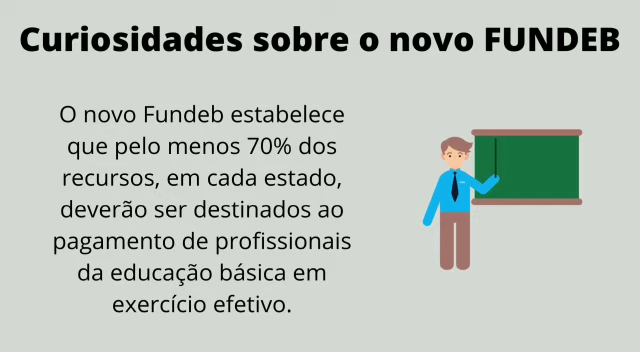 Curiosidades sobre o novo FUNDEB
O novo Fundeb estabelece
que pelo menos 70% dos
recursos, em cada estado,
deverão ser destinados ao
pagamento de profissionais
da educação básica em
exercício efetivo.